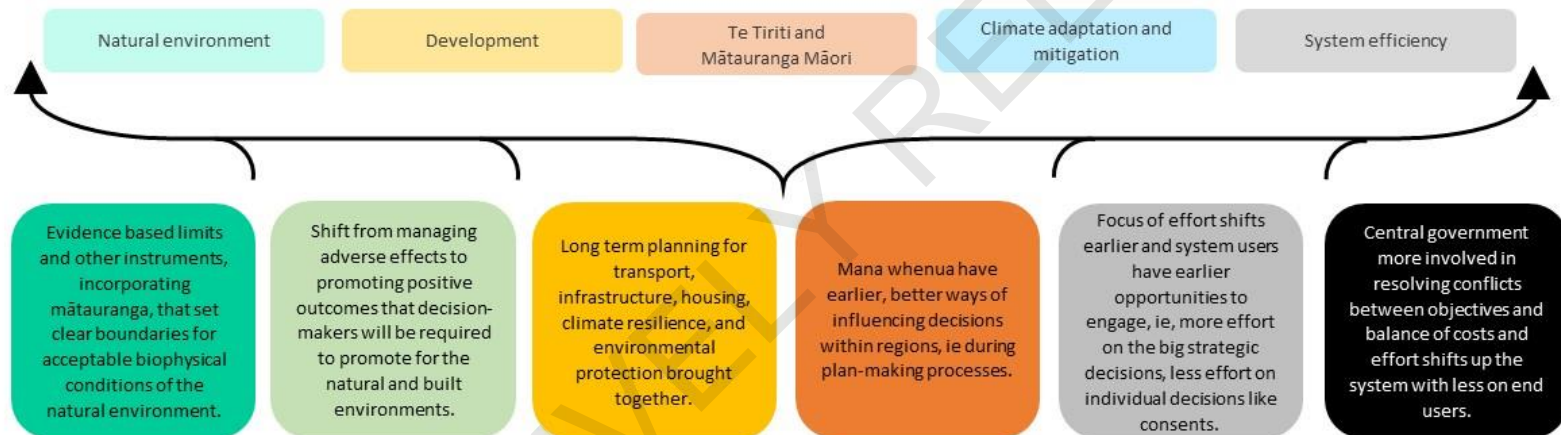 Natural environment
Development
Te Tiriti and
Mātauranga Māori
Climate adaptation and
mitigation
System efficiency
Evidence based limits
and other instruments,
incorporating
mātauranga, that set
clear boundaries for
acceptable biophysical
conditions of the
natural environment.
Shift from managing
adverse effects to
promoting positive
outcomes that decision-
makers will be required
to promote for the
natural and built
environments.
Long term planning for
transport,
infrastructure, housing,
climate resilience, and
environmental
protection brought
together.
Mana whenua have
earlier, better ways of
influencing decisions
within regions, ie during
plan-making processes.
Focus of effort shifts
earlier and system users
have earlier
opportunities to
engage, ie, more effort
on the big strategic
decisions, less effort on
individual decisions like
consents.
Central government
more involved in
resolving conflicts
between objectives and
balance of costs and
effort shifts up the
system with less on end
users.